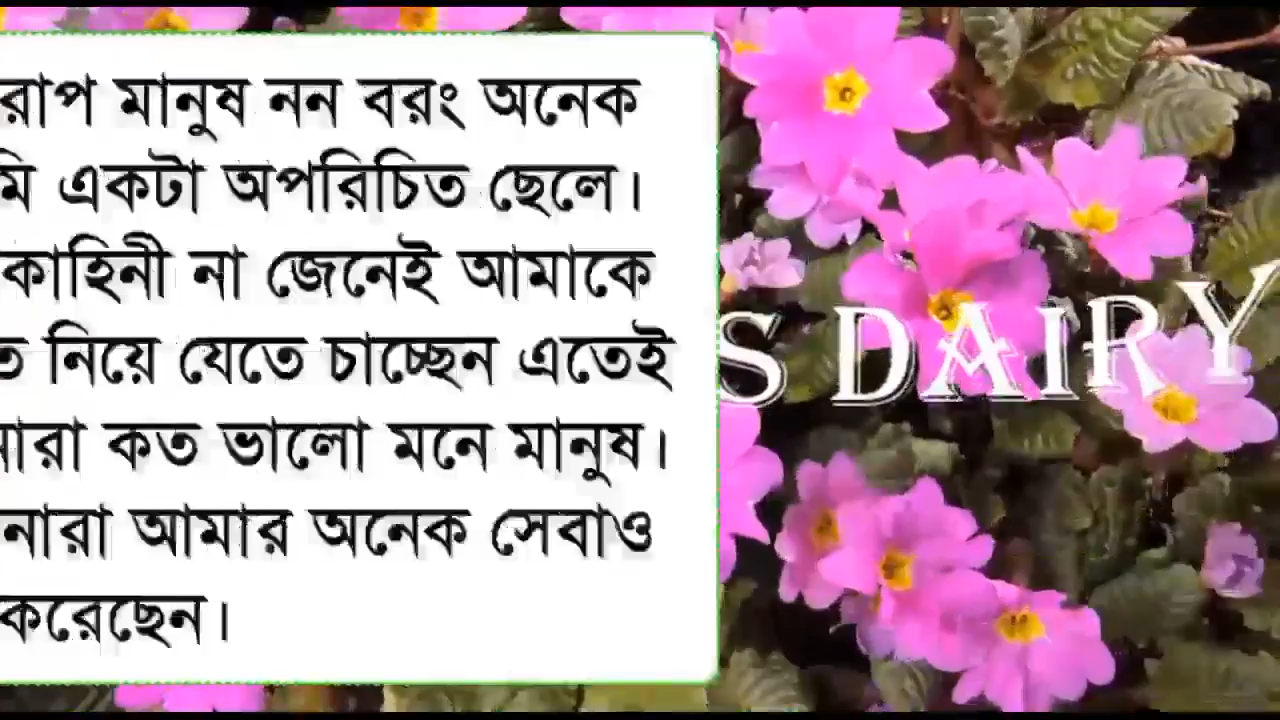 মানুষ নন বরং অনেক
একটা অপরিচিত ছেলে।
কাহিনী না জেনেই আমাকে
নিয়ে যেতে চাচ্ছেন এতেই
কত ভালো মনে মানুষ।
আমার অনেক সেবাও
করেছেন।
S DAIRY